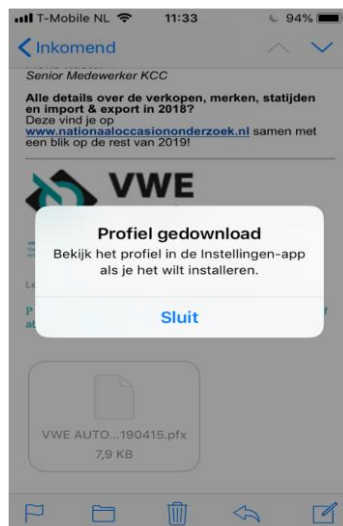 T-Mobile NL 11:33 94%
Inkomend
Senior Medewerker KCC
Alle details over de verkopen, merken, statijden
en import & export in 2018?
Deze vind je op
www.nationaaloccasiononderzoek.nl samen met
een blik op de rest van 2019!
VWE
Profiel gedownload
Bekijk het profiel in de Instellingen-app
als je het wilt installeren.
Sluit
VWE AUTO...190415.pfx
7,9 KB